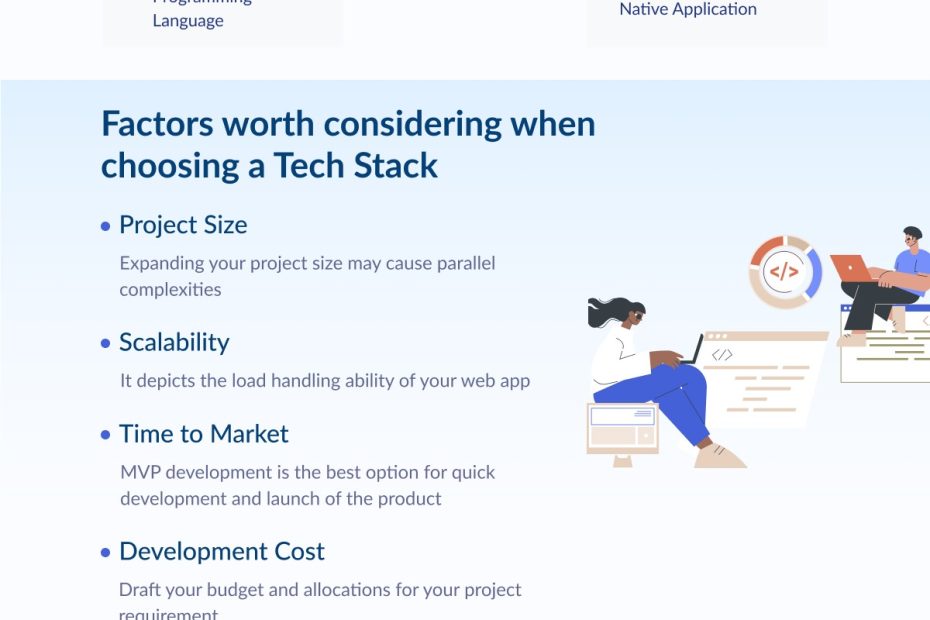 Programming
Language
Native Application
Factors worth considering when
choosing a Tech Stack
• Project Size
Expanding your project size may cause parallel
complexities
• Scalability
It depicts the load handling ability of your web app
• Time to Market
MVP development is the best option for quick
development and launch of the product
• Development Cost
Draft your budget and allocations for your project
requirement
</>
</>